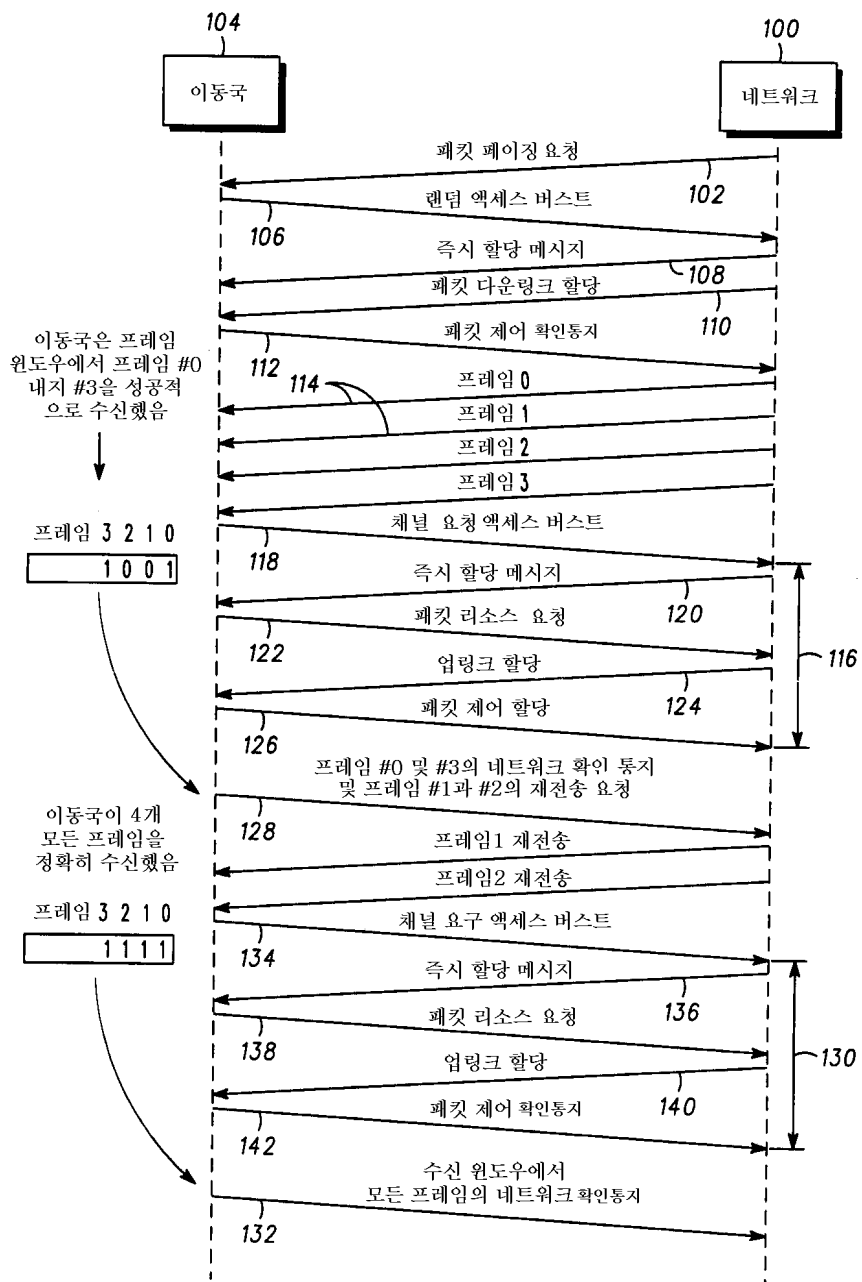 104
100
이동국
네트워크
패킷 페이징 요청
102
랜덤 액세스 버스트
106
즉시 할당 메시지
108
패킷 다운링크 할당
110
이동국은 프레임
윈도우에서 프레임 #0
내지 #3을 성공적
으로 수신했음
패킷 제어 확인통지
112
114
프레임 0
프레임 1
프레임 2
프레임 3
프레임 3 2 1 0
1 0 0 1
채널 요청 액세스 버스트
118
즉시 할당 메시지
120
패킷 리소스 요청
122
116
업링크 할당
124
패킷 제어 할당
126
프레임 #0 및 #3의 네트워크 확인 통지
및 프레임 #1과 #2의 재전송 요청
128
이동국이 4개
모든 프레임을
정확히 수신했음
프레임1 재전송
프레임2 재전송
프레임 3 2 1 0
1 1 1 1
채널 요구 액세스 버스트
134
즉시 할당 메시지
136
패킷 리소스 요청
138
130
업링크 할당
140
패킷 제어 확인통지
142
수신 윈도우에서
모든 프레임의 네트워크 확인통지
132